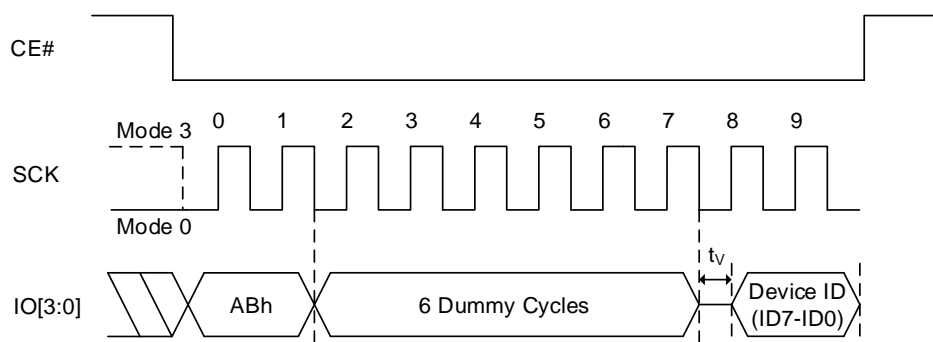 CE#
0 1 2 3 4 5 6 7 8 9
Mode 3
SCK
Mode 0
tV
IO[3:0]
ABh
6 Dummy Cycles
Device ID
(ID7-ID0)